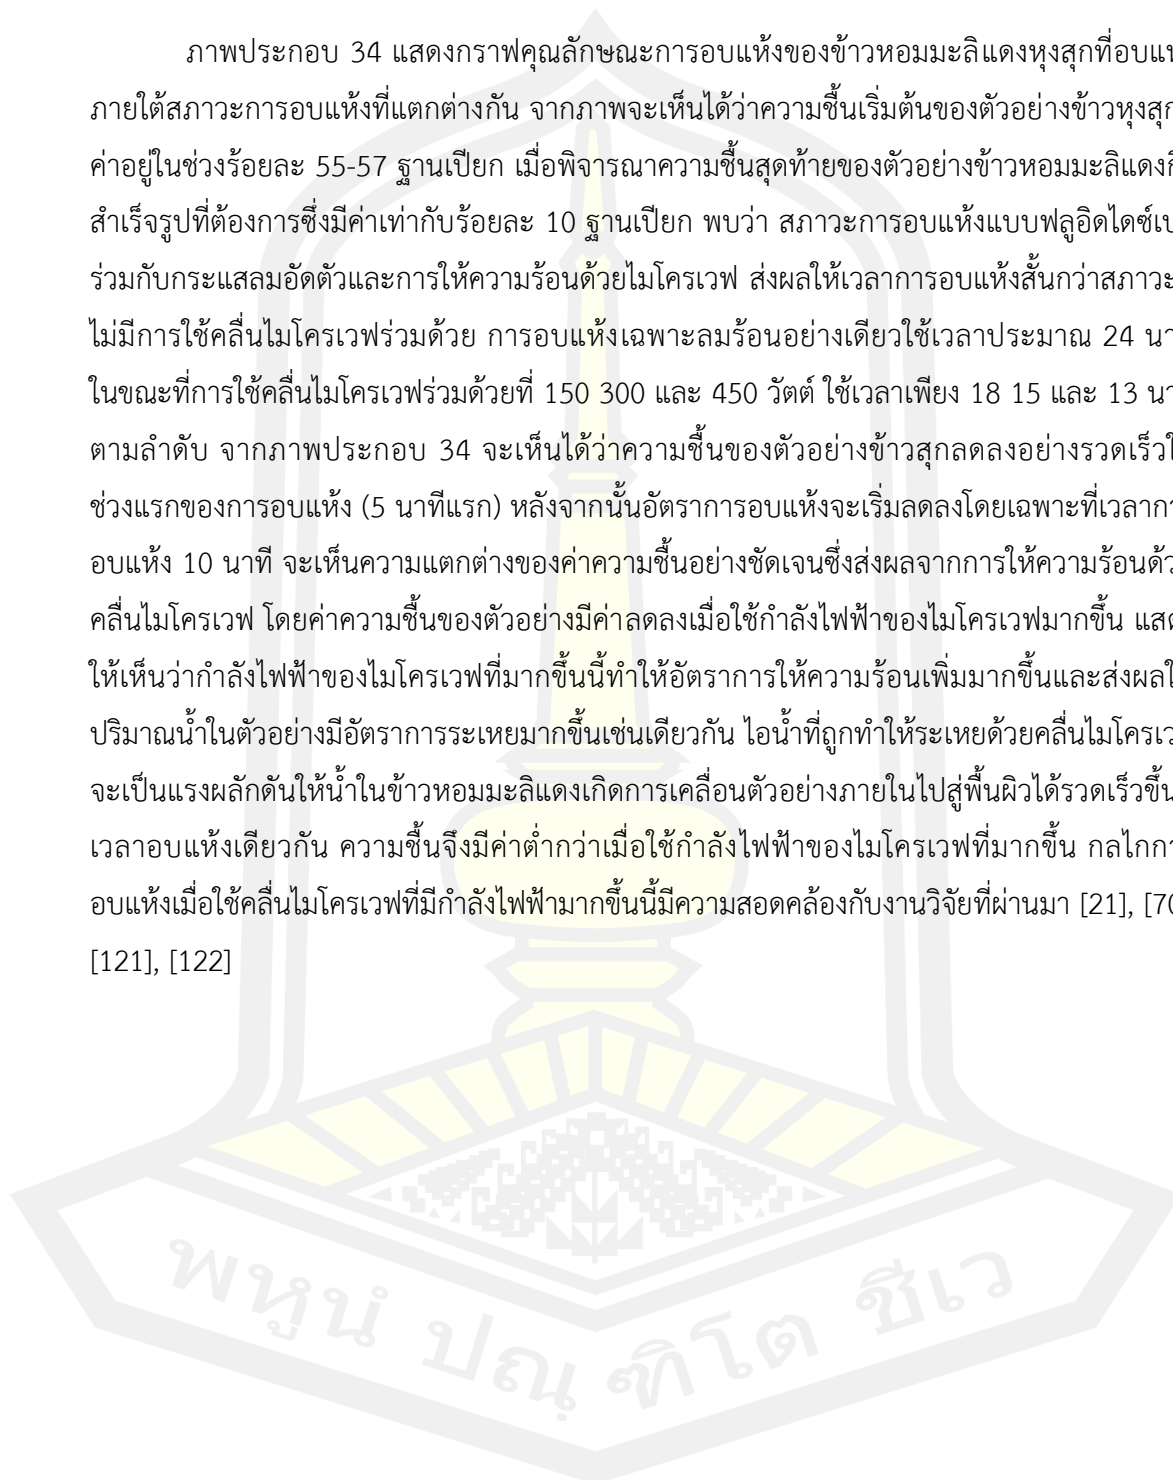 ภาพประกอบ 34 แสดงกราฟคุณลักษณะการอบแห้งของข้าวหอมมะลิแดงหุงสุกที่อบแห
ภายใต้สภาวะการอบแห้งที่แตกต่างกัน จากภาพจะเห็นได้ว่าความชื้นเริ่มต้นของตัวอย่างข้าวหุงสุก
ค่าอยู่ในช่วงร้อยละ 55-57 ฐานเปียก เมื่อพิจารณาความชื้นสุดท้ายของตัวอย่างข้าวหอมมะลิแดงกึ
สำเร็จรูปที่ต้องการซึ่งมีค่าเท่ากับร้อยละ 10 ฐานเปียก พบว่า สภาวะการอบแห้งแบบฟลูอิดไดซ์เบ
ร่วมกับกระแสลมอัดตัวและการให้ความร้อนด้วยไมโครเวฟ ส่งผลให้เวลาการอบแห้งสั้นกว่าสภาวะ
ไม่มีการใช้คลื่นไมโครเวฟร่วมด้วย การอบแห้งเฉพาะลมร้อนอย่างเดียวใช้เวลาประมาณ 24 นา
ในขณะที่การใช้คลื่นไมโครเวฟร่วมด้วยที่ 150 300 และ 450 วัตต์ ใช้เวลาเพียง 18 15 และ 13 นา
ตามลำดับ จากภาพประกอบ 34 จะเห็นได้ว่าความชื้นของตัวอย่างข้าวสุกลดลงอย่างรวดเร็วใ
ช่วงแรกของการอบแห้ง (5 นาทีแรก) หลังจากนั้นอัตราการอบแห้งจะเริ่มลดลงโดยเฉพาะที่เวลากา
อบแห้ง 10 นาที จะเห็นความแตกต่างของค่าความชื้นอย่างชัดเจนซึ่งส่งผลจากการให้ความร้อนด้ว
คลื่นไมโครเวฟ โดยค่าความชื้นของตัวอย่างมีค่าลดลงเมื่อใช้กำลังไฟฟ้าของไมโครเวฟมากขึ้น แสด
ให้เห็นว่ากำลังไฟฟ้าของไมโครเวฟที่มากขึ้นนี้ทำให้อัตราการให้ความร้อนเพิ่มมากขึ้นและส่งผลใ
ปริมาณน้ำในตัวอย่างมีอัตราการระเหยมากขึ้นเช่นเดียวกัน ไอน้ำที่ถูกทำให้ระเหยด้วยคลื่นไมโครเว
จะเป็นแรงผลักดันให้น้ำในข้าวหอมมะลิแดงเกิดการเคลื่อนตัวอย่างภายในไปสู่พื้นผิวได้รวดเร็วขึ้น
เวลาอบแห้งเดียวกัน ความชื้นจึงมีค่าต่ำกว่าเมื่อใช้กำลังไฟฟ้าของไมโครเวฟที่มากขึ้น กลไกกา
อบแห้งเมื่อใช้คลื่นไมโครเวฟที่มีกำลังไฟฟ้ามากขึ้นนี้มีความสอดคล้องกับงานวิจัยที่ผ่านมา [21], [70
[121], [122]
พหูนํ ปณฺฑิโต ชีเว